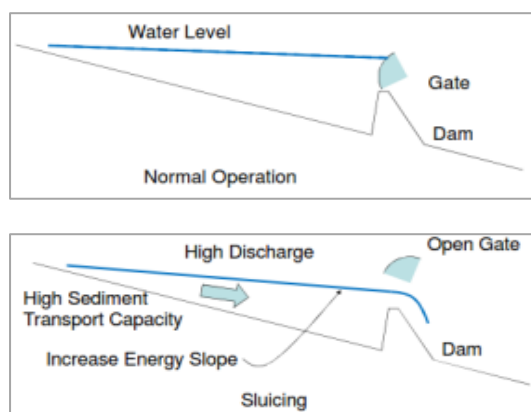 Water Level
Gate
Dam
Normal Operation
High Discharge
Open Gate
High Sediment
Transport Capacity
Increase Energy Slope
Dam
Sluicing